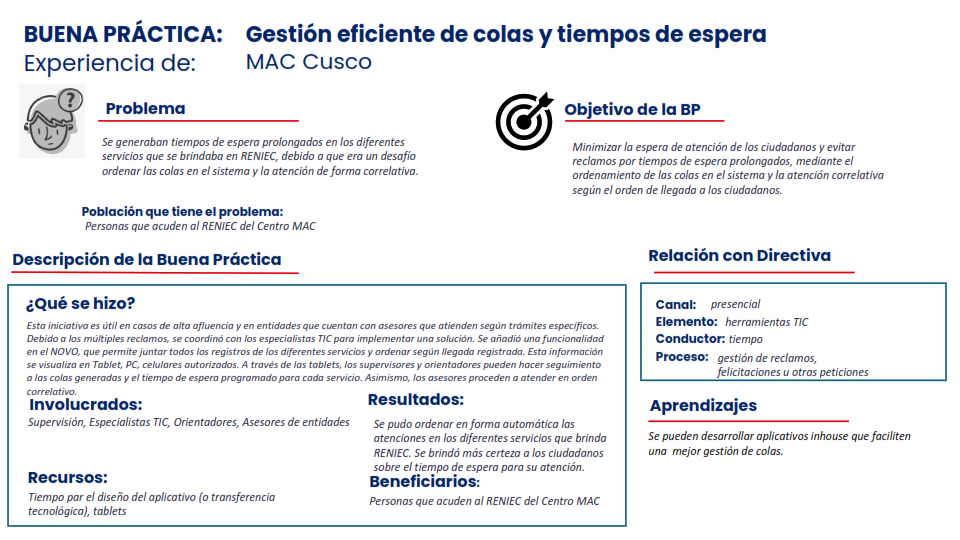 BUENA PRÁCTICA: Gestión eficiente de colas y tiempos de espera
Experiencia de: MAC Cusco
?
Problema
Se generaban tiempos de espera prolongados en los diferentes
servicios que se brindaba en RENIEC, debido a que era un desafío
ordenar las colas en el sistema y la atención de forma correlativa.
Población que tiene el problema:
Personas que acuden al RENIEC del Centro MAC
Objetivo de la BP
Minimizar la espera de atención de los ciudadanos y evitar
reclamos por tiempos de espera prolongados, mediante el
ordenamiento de las colas en el sistema y la atención correlativa
según el orden de llegada a los ciudadanos.
Descripción de la Buena Práctica
¿Qué se hizo?
Esta iniciativa es útil en casos de alta afluencia y en entidades que cuentan con asesores que atienden según trámites específicos.
Debido a los múltiples reclamos, se coordinó con los especialistas TIC para implementar una solución. Se añadió una funcionalidad
en el NOVO, que permite juntar todos los registros de los diferentes servicios y ordenar según llegada registrada. Esta información
se visualiza en Tablet, PC, celulares autorizados. A través de las tablets, los supervisores y orientadores pueden hacer seguimiento
a las colas generadas y el tiempo de espera programado para cada servicio. Asimismo, los asesores proceden a atender en orden
correlativo.
Involucrados:
Supervisión, Especialistas TIC, Orientadores, Asesores de entidades
Recursos:
Tiempo par el diseño del aplicativo (o transferencia
tecnológica), tablets
Resultados:
Se pudo ordenar en forma automática las
atenciones en los diferentes servicios que brinda
RENIEC. Se brindó más certeza a los ciudadanos
sobre el tiempo de espera para su atención.
Beneficiarios:
Personas que acuden al RENIEC del Centro MAC
Relación con Directiva
Canal: presencial
Elemento: herramientas TIC
Conductor: tiempo
Proceso: gestión de reclamos,
felicitaciones u otras peticiones
Aprendizajes
Se pueden desarrollar aplicativos inhouse que faciliten
una mejor gestión de colas.